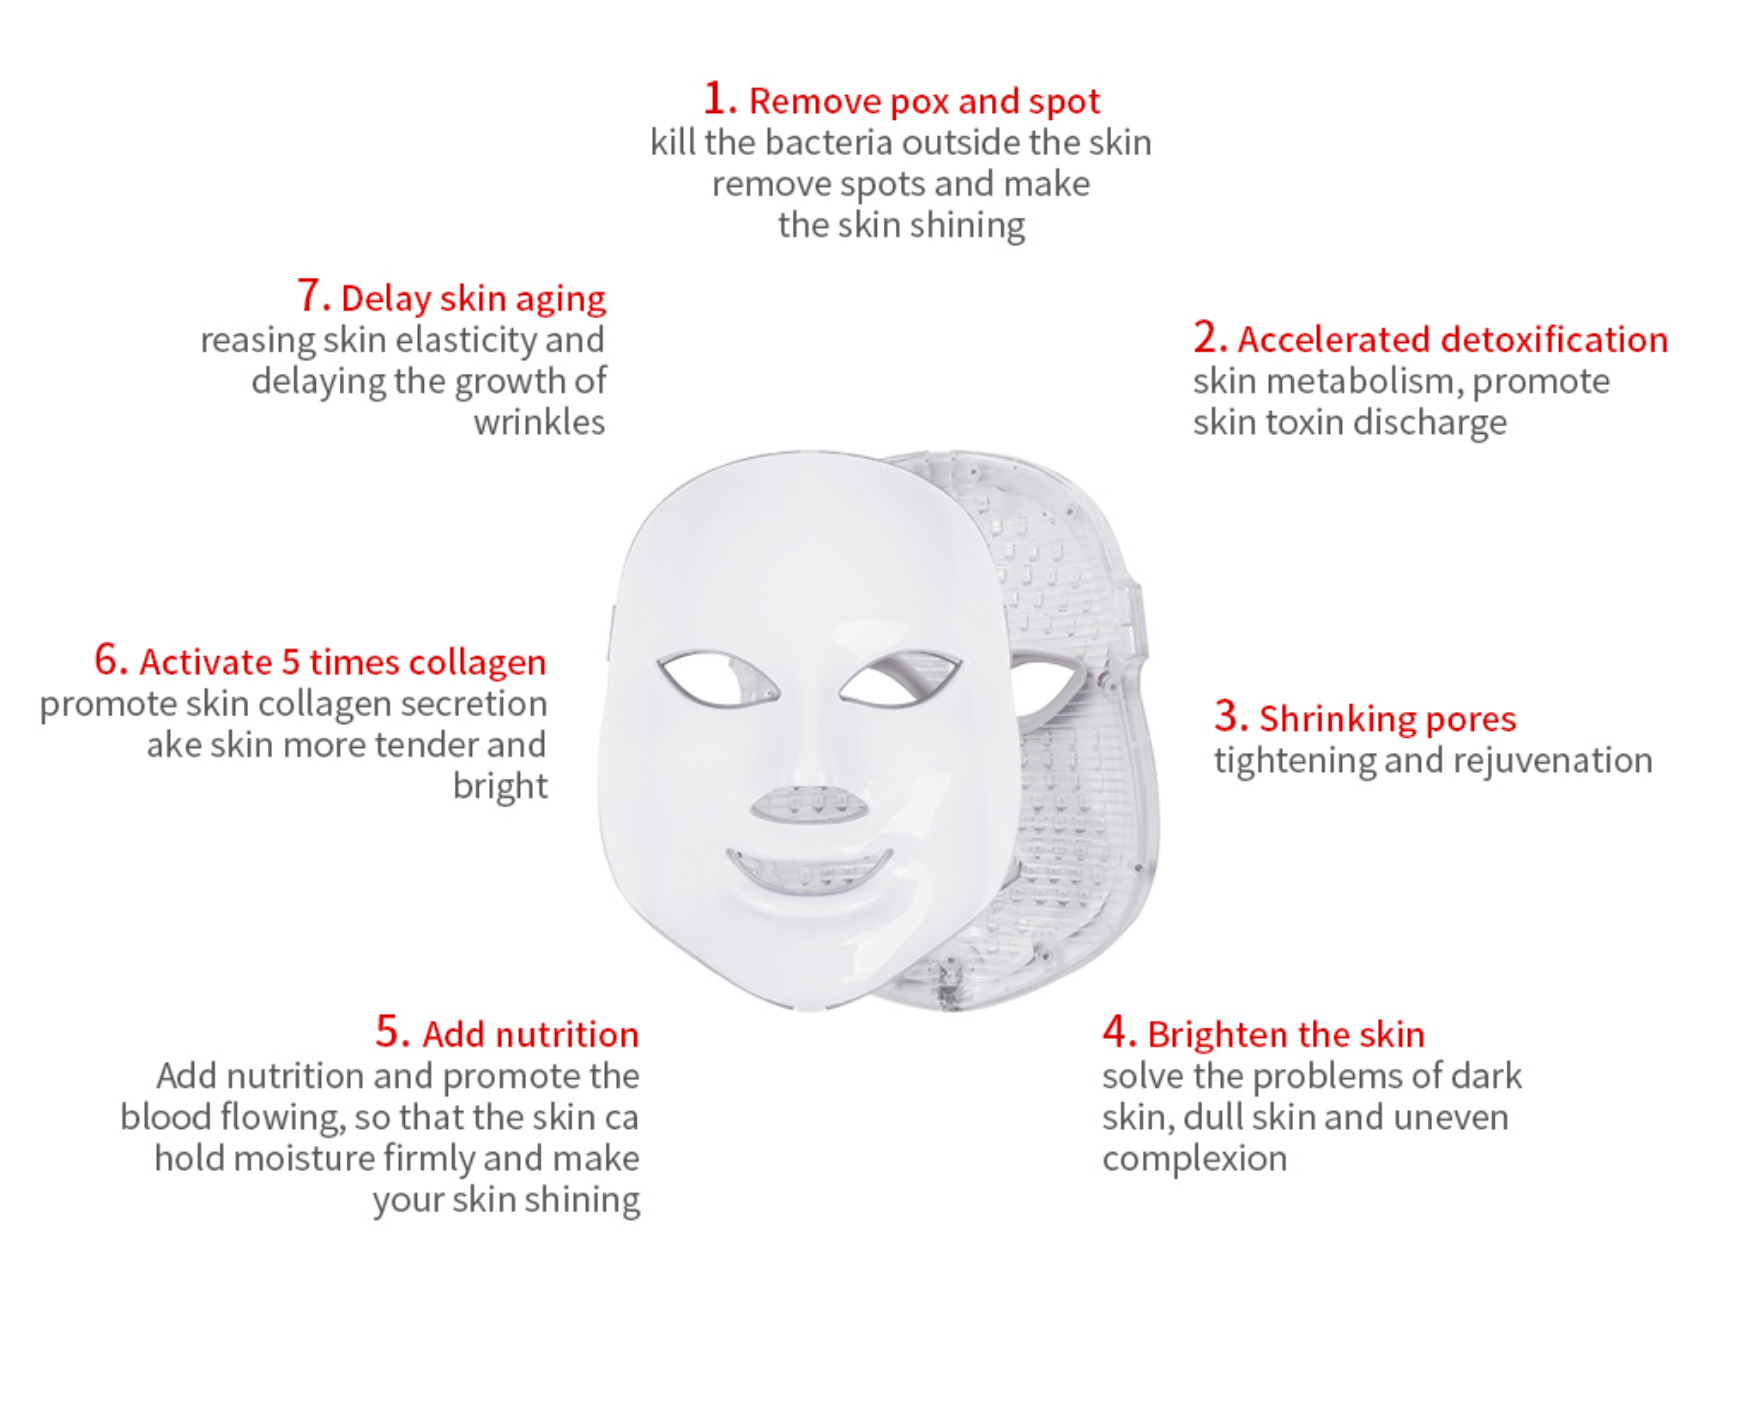 1. Remove pox and spot
kill the bacteria outside the skin
remove spots and make
the skin shining
2. Accelerated detoxification
skin metabolism, promote
skin toxin discharge
3. Shrinking pores
tightening and rejuvenation
4. Brighten the skin
solve the problems of dark
skin, dull skin and uneven
complexion
5. Add nutrition
Add nutrition and promote the
blood flowing, so that the skin ca
hold moisture firmly and make
your skin shining
6. Activate 5 times collagen
promote skin collagen secretion
ake skin more tender and
bright
7. Delay skin aging
reasing skin elasticity and
delaying the growth of
wrinkles